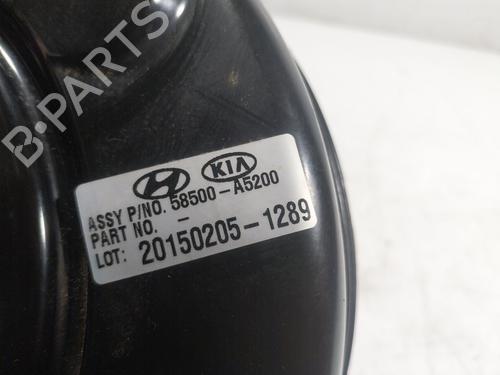 B-PARTS
KIA
ASSY P/NO. 58500-A5200
PART NO. -
LOT: 20150205-1289